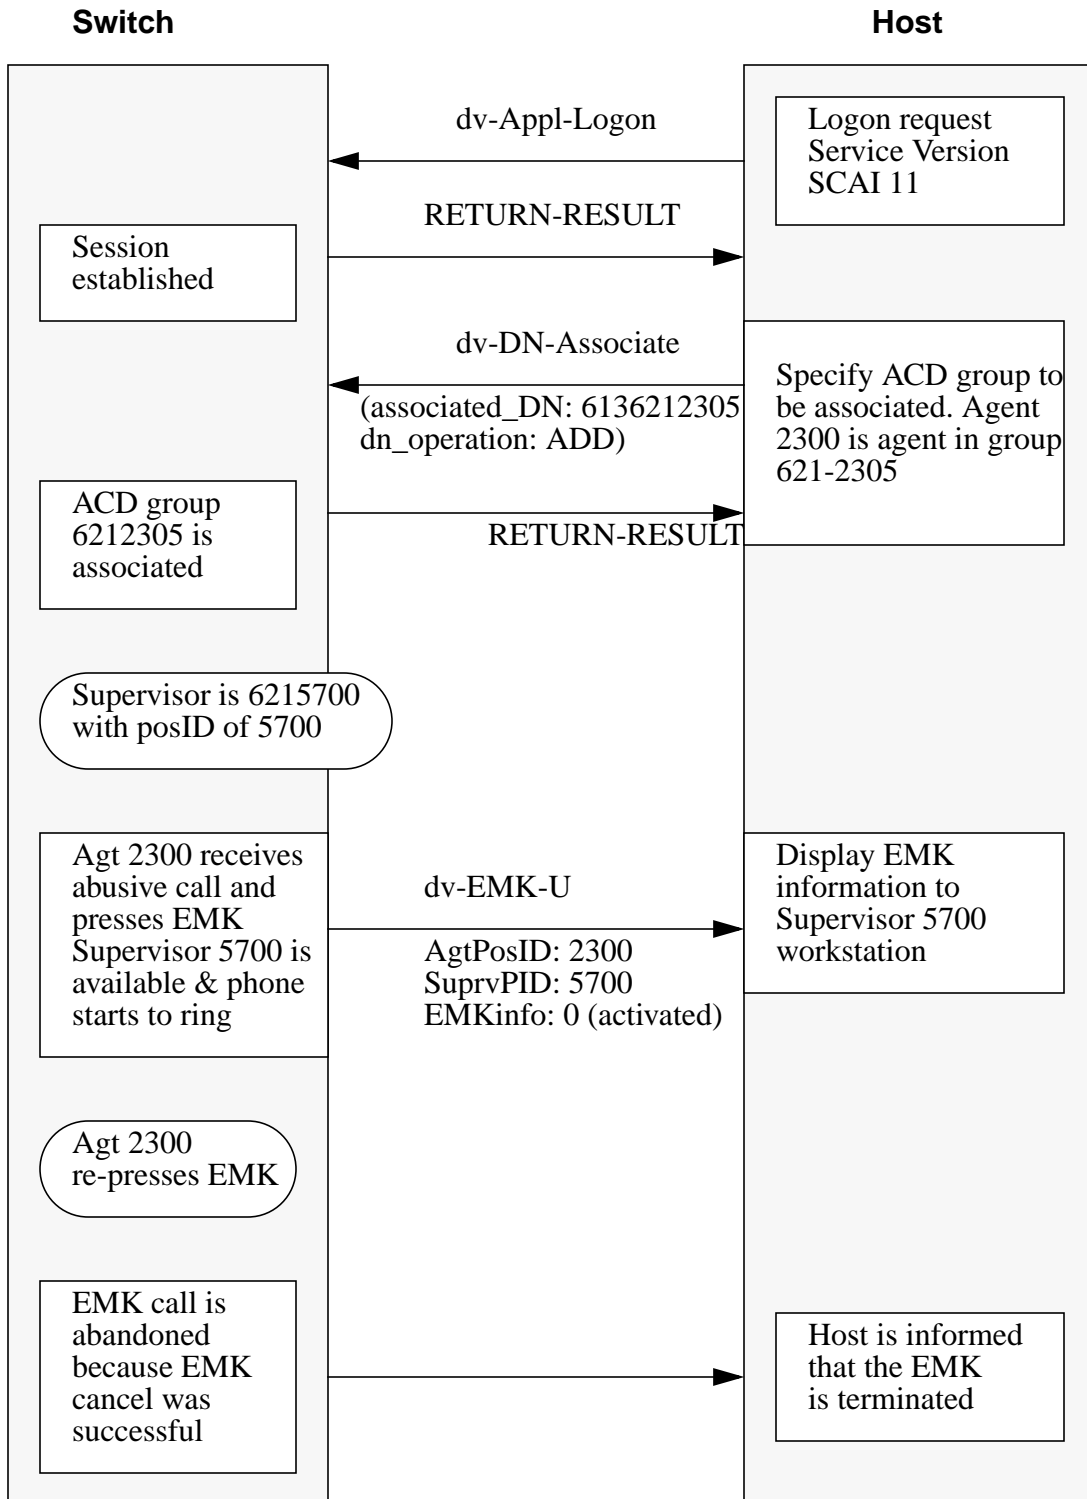 Switch
Host
dv-Appl-Logon
Logon request
Service Version
SCAI 11
RETURN-RESULT
Session
established
dv-DN-Associate
(associated_DN: 6136212305
dn_operation: ADD)
Specify ACD group to
be associated. Agent
2300 is agent in group
621-2305
ACD group
6212305 is
associated
RETURN-RESULT
Supervisor is 6215700
with posID of 5700
Agt 2300 receives
abusive call and
presses EMK
Supervisor 5700 is
available & phone
starts to ring
dv-EMK-U
AgtPosID: 2300
SuprvPID: 5700
EMKinfo: 0 (activated)
Display EMK
information to
Supervisor 5700
workstation
Agt 2300
re-presses EMK
EMK call is
abandoned
because EMK
cancel was
successful
Host is informed
that the EMK
is terminated